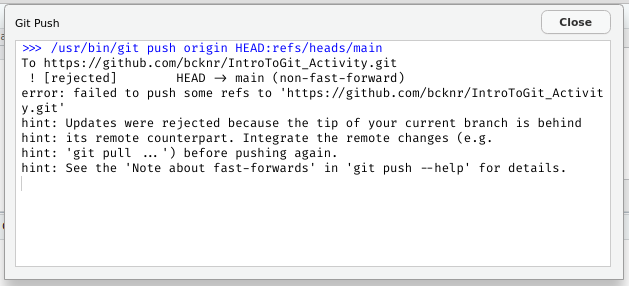 Git Push
Close
>>> /usr/bin/git push origin HEAD:refs/heads/main
To https://github.com/bcknr/IntroToGit_Activity.git
! [rejected] HEAD -> main (non-fast-forward)
error: failed to push some refs to 'https://github.com/bcknr/IntroToGit_Activit
y.git'
hint: Updates were rejected because the tip of your current branch is behind
hint: its remote counterpart. Integrate the remote changes (e.g.
hint: 'git pull ...') before pushing again.
hint: See the 'Note about fast-forwards' in 'git push --help' for details.